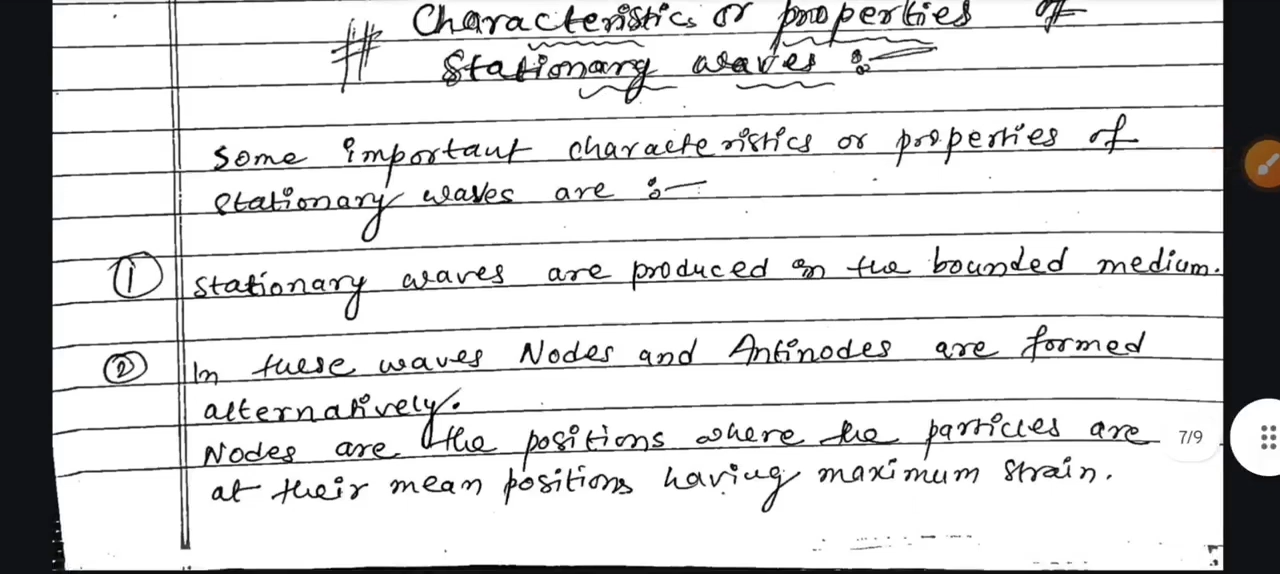 # Characteristics or properties of
Stationary waves :-
Some important characteristics or properties of
stationary waves are :-
① Stationary waves are produced in the bounded medium.
② In these waves Nodes and Antinodes are formed
alternatively.
Nodes are the positions where the particles are
at their mean positions having maximum strain.
7/9